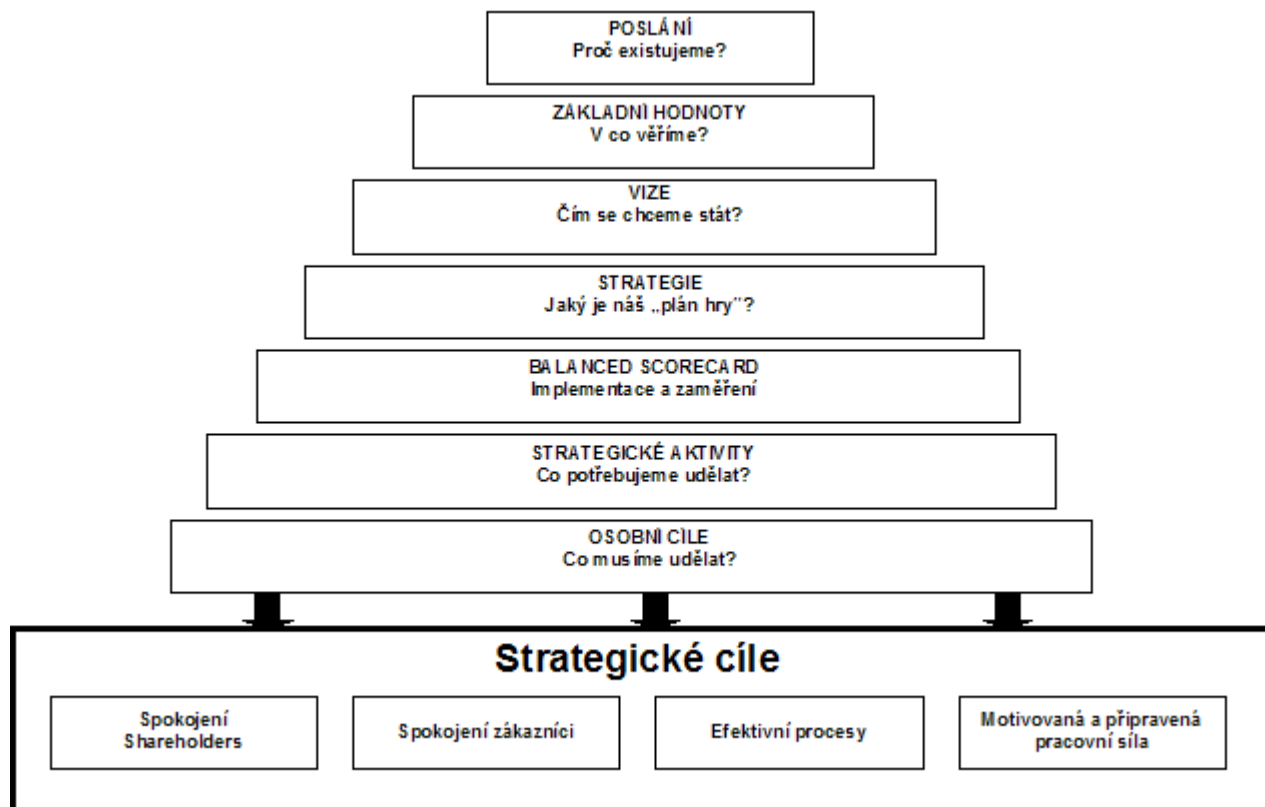 POSLÁNÍ
Proč existujeme?
ZÁKLADNÍ HODNOTY
V co věříme?
VIZE
Čím se chceme stát?
STRATEGIE
Jaký je náš „plán hry"?
BALANCED SCORECARD
Implementace a zaměření
STRATEGICKÉ AKTIVITY
Co potřebujeme udělat?
OSOBNÍ CÍLE
Co musíme udělat?
Strategické cíle
Spokojení
Shareholders
Spokojení zákazníci
Efektivní procesy
Motivovaná a připravená
pracovní síla